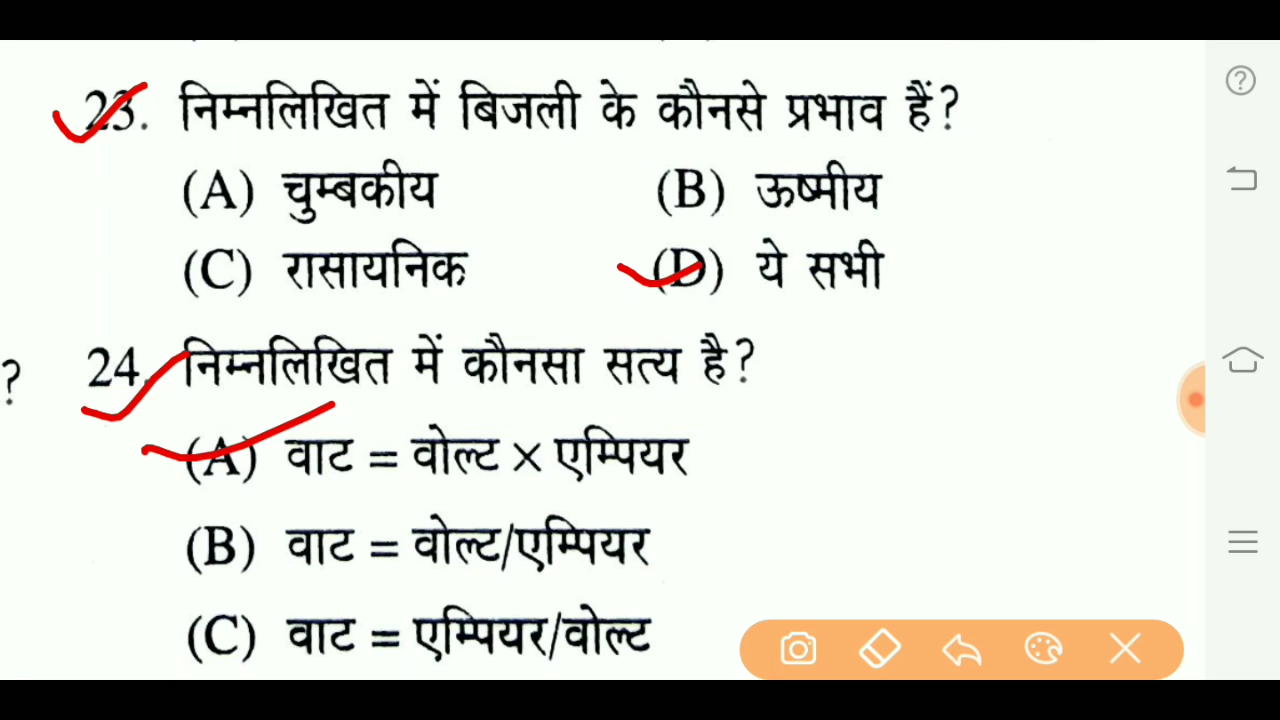 23. निम्नलिखित में बिजली के कौनसे प्रभाव हैं?
(A) चुम्बकीय (B) ऊष्मीय
(C) रासायनिक (D) ये सभी
?
24. निम्नलिखित में कौनसा सत्य है?
(A) वाट = वोल्ट × एम्पियर
(B) वाट = वोल्ट/एम्पियर
(C) वाट = एम्पियर/वोल्ट